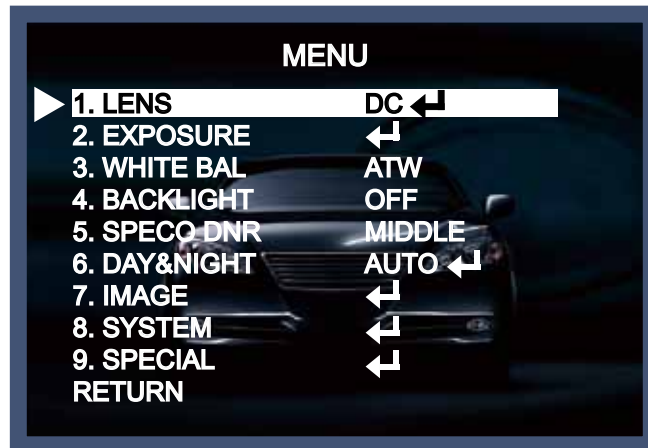 MENU
1. LENS DC ↵
2. EXPOSURE ↵
3. WHITE BAL ATW
4. BACKLIGHT OFF
5. SPECO DNR MIDDLE
6. DAY&NIGHT AUTO ↵
7. IMAGE ↵
8. SYSTEM ↵
9. SPECIAL ↵
RETURN